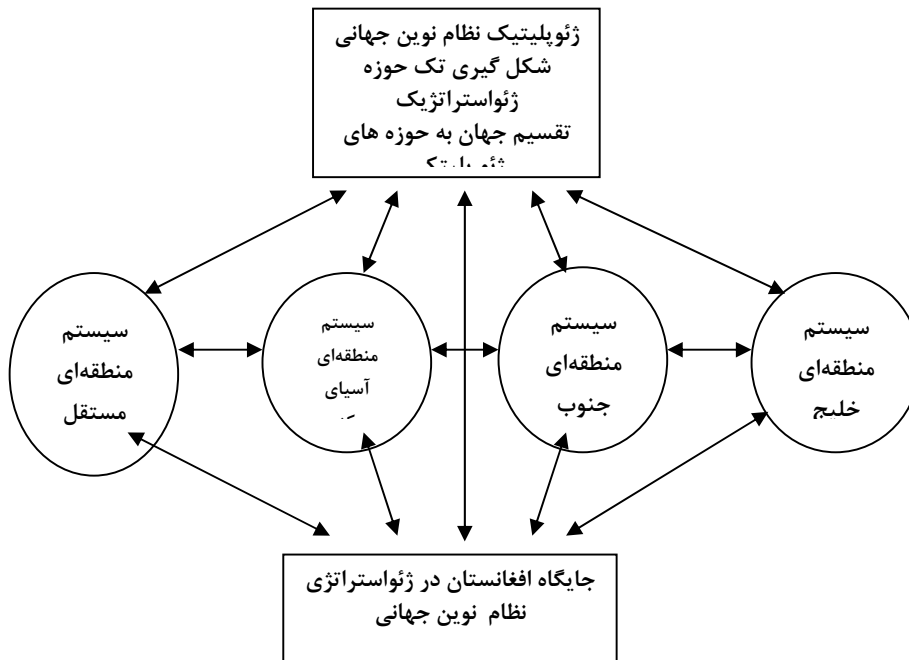 ژئوپلیتیک نظام نوین جهانی
شکل گیری تک حوزه
ژئواستراتژیک
تقسیم جهان به حوزه های
سیستم
منطقه‌ای
خلیج
سیستم
منطقه‌ای
جنوب
سیستم
منطقه‌ای
آسیای
سیستم
منطقه‌ای
مستقل
جایگاه افغانستان در ژئواستراتژی
نظام نوین جهانی